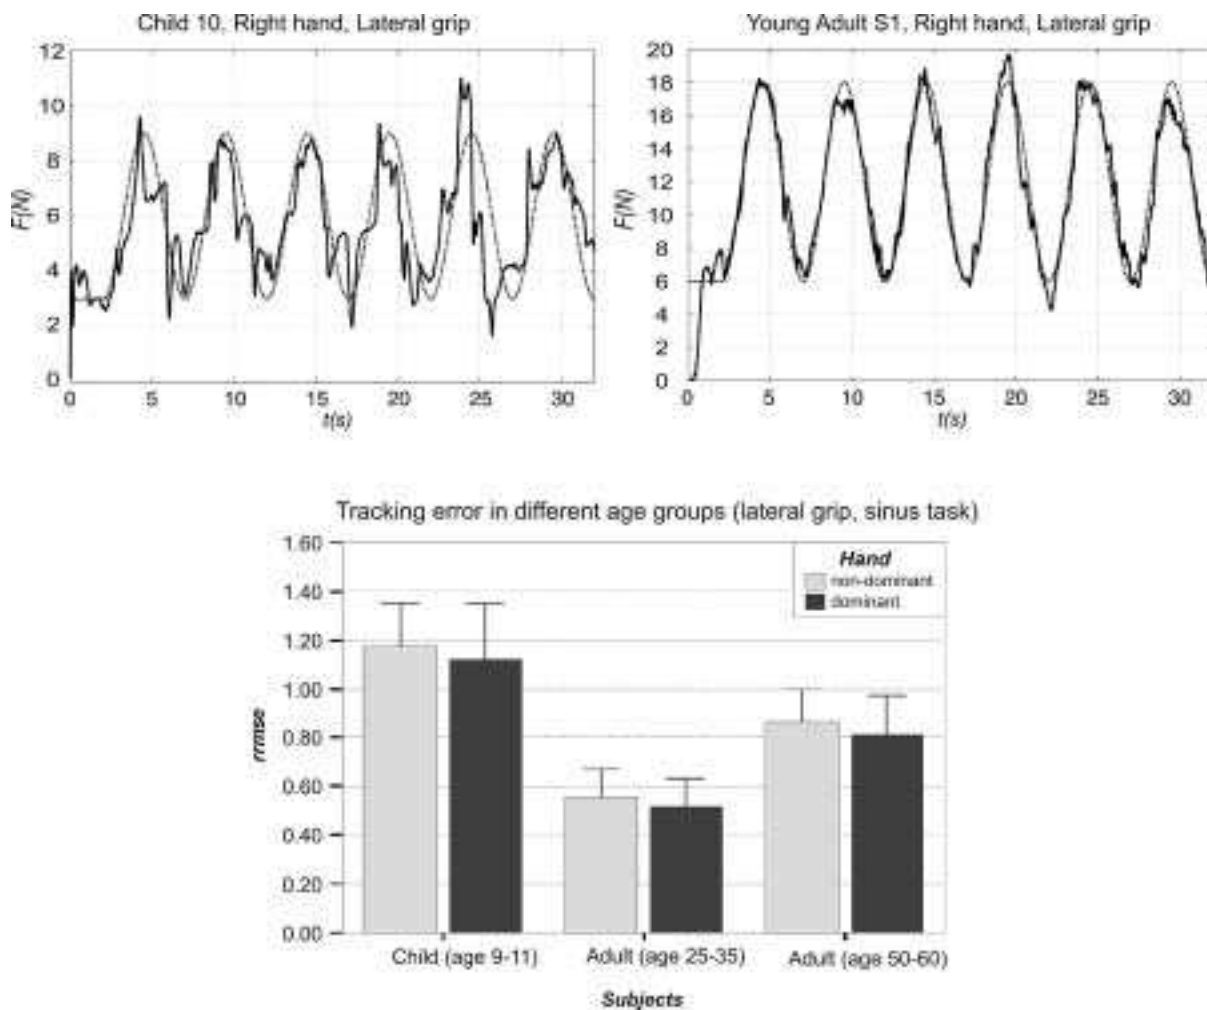 Child 10, Right hand, Lateral grip
12
10
8
6
4
2
0
F(N)
0 5 10 15 20 25 30
t(s)
Young Adult S1, Right hand, Lateral grip
20
18
16
14
12
10
8
6
4
2
0
F(N)
0 5 10 15 20 25 30
t(s)
Tracking error in different age groups (lateral grip, sinus task)
1.60
1.40
1.20
1.00
0.80
0.60
0.40
0.20
0.00
rrmse
Hand
non-dominant
dominant
Child (age 9-11) Adult (age 25-35) Adult (age 50-60)
Subjects